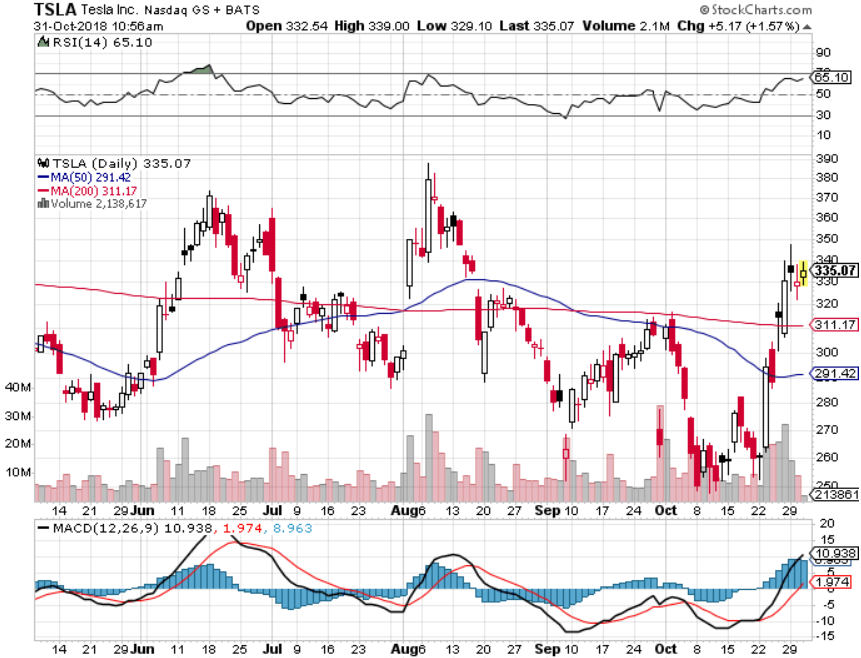 TSLA Tesla Inc. Nasdaq GS + BATS © StockCharts.com
31-Oct-2018 10:56am Open 332.54 High 339.00 Low 329.10 Last 335.07 Volume 2.1M Chg +5.17 (+1.57%)
RSI(14) 65.10
90
65.10
50
30
10
TSLA (Daily) 335.07
MA(50) 291.42
MA(200) 311.17
Volume 2,138,617
390
380
370
360
350
340
335.07
330
320
311.17
300
291.42
280
270
260
250
213861
40M
30M
20M
10M
14 21 29 Jun 11 18 25 Jul 9 16 23 Aug 6 13 20 27 Sep 10 17 24 Oct 8 15 22 29
MACD(12,26,9) 10.938, 1.974, 8.963
20
15
10.938
8.963
5
1.974
-5
-10
-15
14 21 29 Jun 11 18 25 Jul 9 16 23 Aug 6 13 20 27 Sep 10 17 24 Oct 8 15 22 29